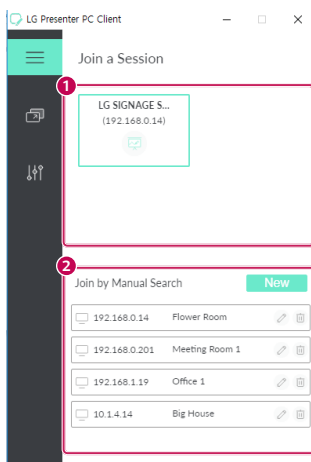 LG Presenter PC Client
Join a Session
1
LG SIGNAGE S...
(192.168.0.14)
2
Join by Manual Search
New
192.168.0.14 Flower Room
192.168.0.201 Meeting Room 1
192.168.1.19 Office 1
10.1.4.14 Big House